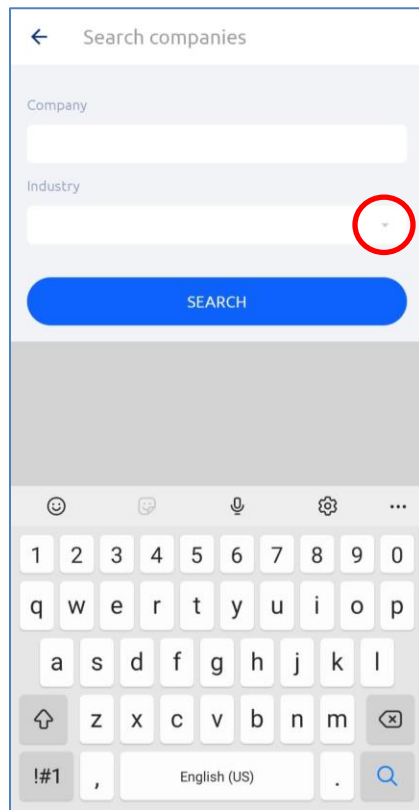 Search companies
Company
Industry
SEARCH
1 2 3 4 5 6 7 8 9 0
q w e r t y u i o p
a s d f g h j k l
z x c v b n m
!#1 , English (US) .